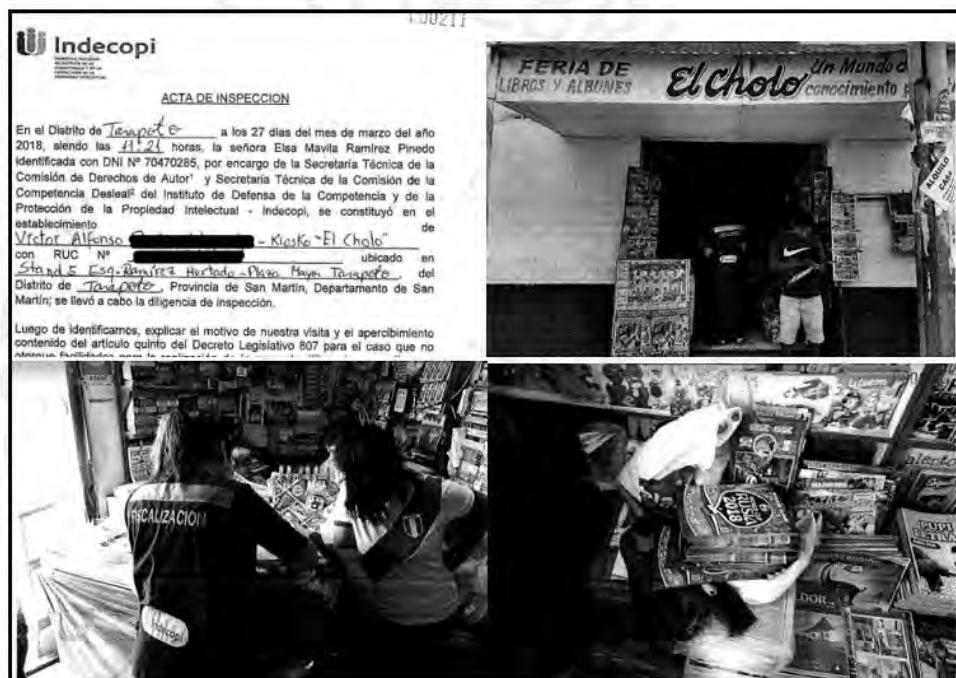 Indecopi
ACTA DE INSPECCION
En el Distrito de Tarapoto a los 27 dias del mes de marzo del año
2018, siendo las 11:21 horas, la señora Elsa Mavila Ramírez Pinedo
identificada con DNI Nº 70470285, por encargo de la Secretaría Técnica de la
Comisión de Derechos de Autor¹ y Secretaría Técnica de la Comisión de la
Competencia Desleal² del Instituto de Defensa de la Competencia y de la
Protección de la Propiedad Intelectual - Indecopi, se constituyó en el
establecimiento de
Victor Alfonso - Kiosko "El Cholo"
con RUC Nº ubicado en
Stand 5 Esq. Ramírez Hurtado - Plaza Mayor Tarapoto, del
Distrito de Tarapoto, Provincia de San Martín, Departamento de San
Martín; se llevó a cabo la diligencia de inspección.
Luego de identificarnos, explicar el motivo de nuestra visita y el apercibimiento
contenido del artículo quinto del Decreto Legislativo 807 para el caso que no
FERIA DE
LIBROS Y ALBUNES
El Cholo
Un Mundo d
conocimiento
ALQUILO
CASA
FISCALIZACIÓN
Indecopi
RUSIA
2018
PUPI
LETRA